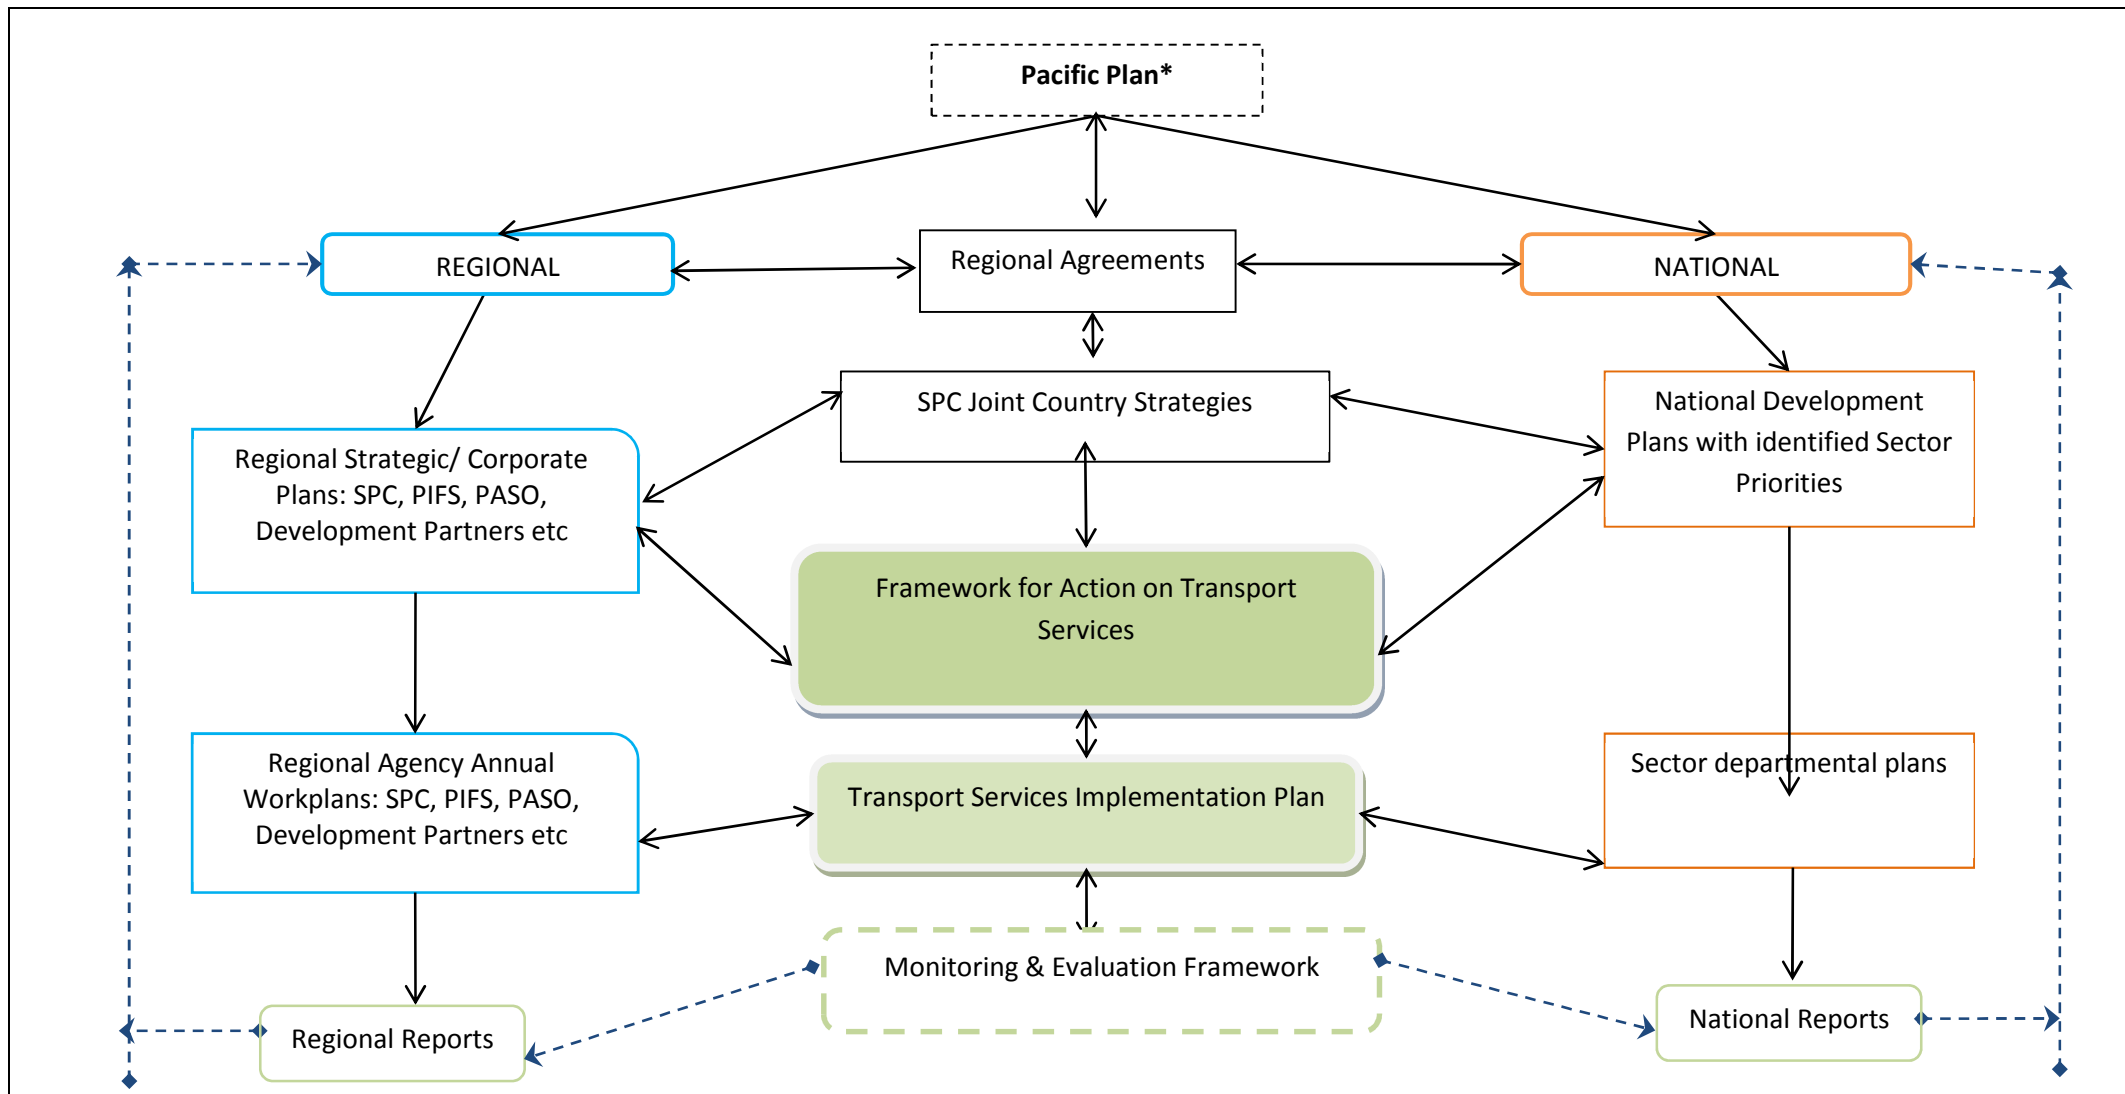 Pacific Plan*
REGIONAL
Regional Agreements
NATIONAL
SPC Joint Country Strategies
National Development
Plans with identified Sector
Priorities
Regional Strategic/ Corporate
Plans: SPC, PIFS, PASO,
Development Partners etc
Framework for Action on Transport
Services
Regional Agency Annual
Workplans: SPC, PIFS, PASO,
Development Partners etc
Transport Services Implementation Plan
Sector departmental plans
Monitoring & Evaluation Framework
Regional Reports
National Reports